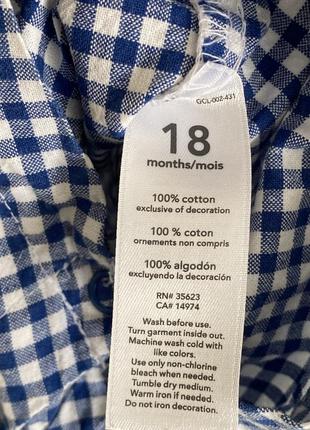 GCL-002-431
18
months/mois
100% cotton
exclusive of decoration
100 % coton
ornements non compris
100% algodón
excluyendo la decoración
RN# 35623
CA# 14974
Wash before use.
Turn garment inside out.
Machine wash cold with
like colors.
Use only non-chlorine
bleach when needed.
Tumble dry medium.
Warm iron if needed.
Do not iron decoration.